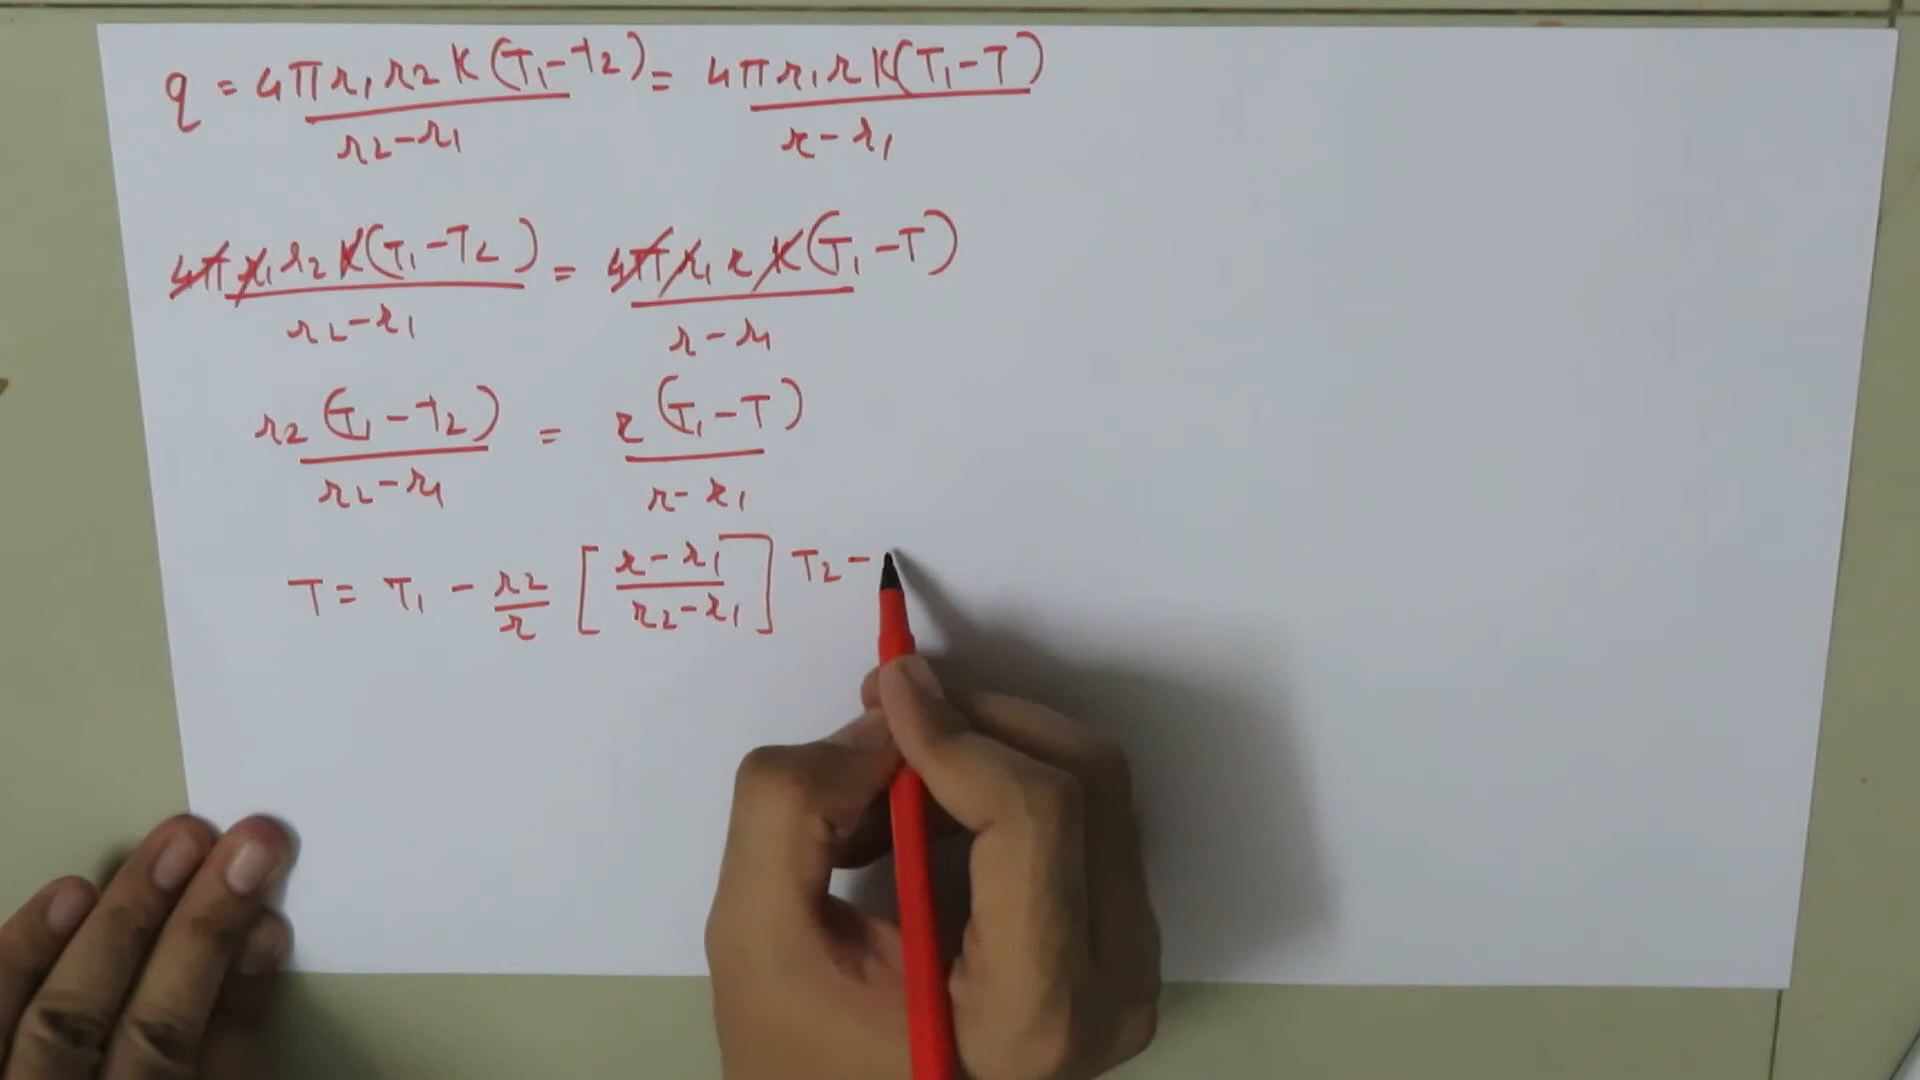 q = 4πr₁r₂K(T₁-T₂)/r₂-r₁ = 4πr₁rK(T₁-T)/r-r₁
4πr₁r₂K(T₁-T₂)/r₂-r₁ = 4πr₁rK(T₁-T)/r-r₁
r₂(T₁-T₂)/r₂-r₁ = r(T₁-T)/r-r₁
T = T₁ - r₂/r [r-r₁/r₂-r₁] T₂ -